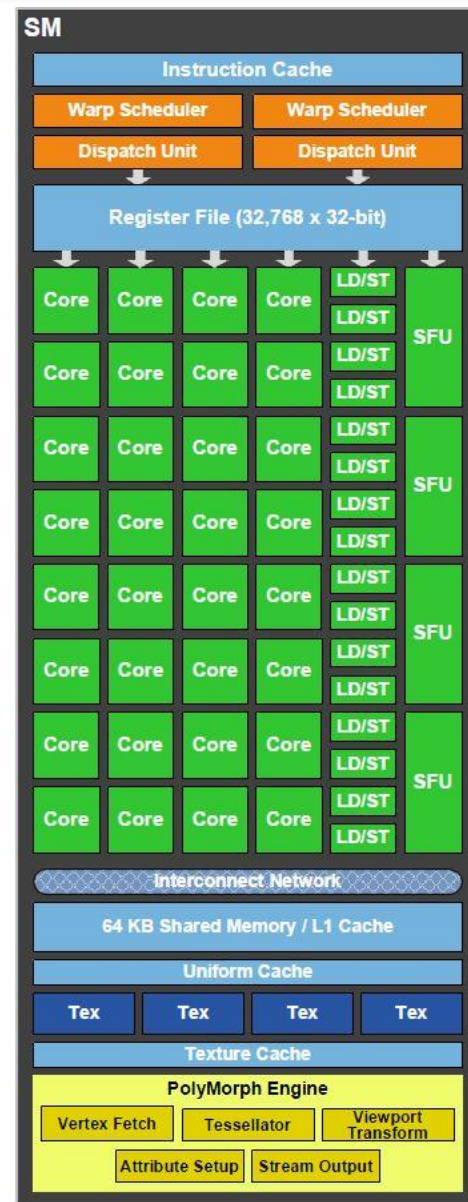 SM
Instruction Cache
Warp Scheduler Warp Scheduler
Dispatch Unit Dispatch Unit
Register File (32,768 x 32-bit)
Core Core Core Core LD/ST SFU
LD/ST
Core Core Core Core LD/ST
LD/ST
Core Core Core Core LD/ST SFU
LD/ST
Core Core Core Core LD/ST
LD/ST
Core Core Core Core LD/ST SFU
LD/ST
Core Core Core Core LD/ST
LD/ST
Core Core Core Core LD/ST SFU
LD/ST
Core Core Core Core LD/ST
LD/ST
Interconnect Network
64 KB Shared Memory / L1 Cache
Uniform Cache
Tex Tex Tex Tex
Texture Cache
PolyMorph Engine
Vertex Fetch Tessellator Viewport Transform
Attribute Setup Stream Output